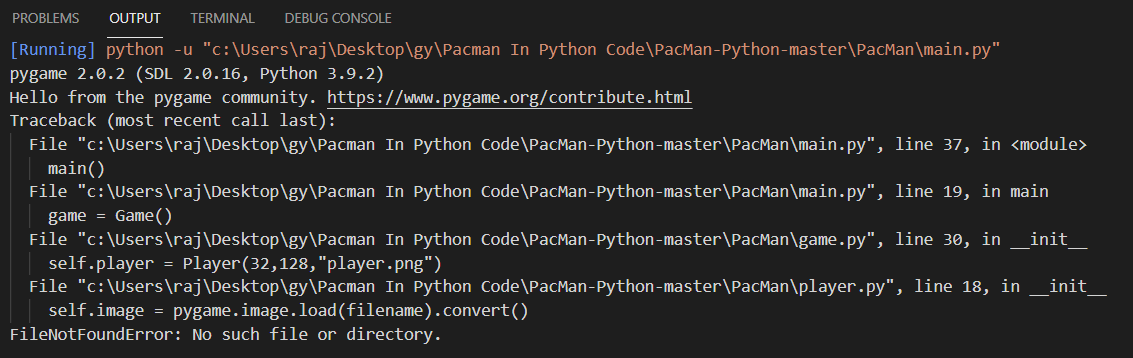 PROBLEMS OUTPUT TERMINAL DEBUG CONSOLE
[Running] python -u "c:\Users\raj\Desktop\gy\Pacman In Python Code\PacMan-Python-master\PacMan\main.py"
pygame 2.0.2 (SDL 2.0.16, Python 3.9.2)
Hello from the pygame community. https://www.pygame.org/contribute.html
Traceback (most recent call last):
  File "c:\Users\raj\Desktop\gy\Pacman In Python Code\PacMan-Python-master\PacMan\main.py", line 37, in <module>
    main()
  File "c:\Users\raj\Desktop\gy\Pacman In Python Code\PacMan-Python-master\PacMan\main.py", line 19, in main
    game = Game()
  File "c:\Users\raj\Desktop\gy\Pacman In Python Code\PacMan-Python-master\PacMan\game.py", line 30, in __init__
    self.player = Player(32,128,"player.png")
  File "c:\Users\raj\Desktop\gy\Pacman In Python Code\PacMan-Python-master\PacMan\player.py", line 18, in __init__
    self.image = pygame.image.load(filename).convert()
FileNotFoundError: No such file or directory.